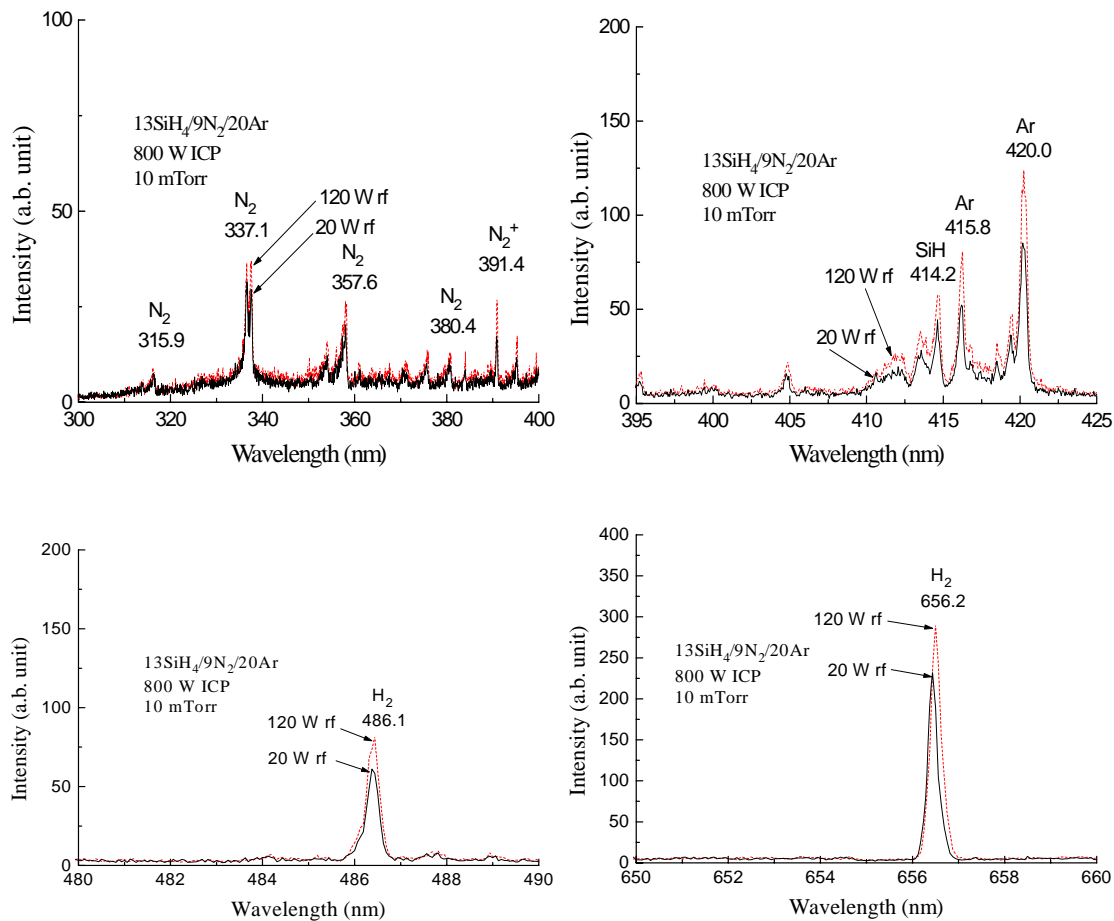 100
50
0
Intensity (a.b. unit)
13SiH4/9N2/20Ar
800 W ICP
10 mTorr
N2
315.9
N2
337.1
120 W rf
20 W rf
N2
357.6
N2
380.4
N2+
391.4
300 320 340 360 380 400
Wavelength (nm)
200
150
100
50
0
Intensity (a.b. unit)
13SiH4/9N2/20Ar
800 W ICP
10 mTorr
120 W rf
20 W rf
SiH
414.2
Ar
415.8
Ar
420.0
395 400 405 410 415 420 425
Wavelength (nm)
200
150
100
50
0
Intensity (a.b. unit)
13SiH4/9N2/20Ar
800 W ICP
10 mTorr
H2
486.1
120 W rf
20 W rf
480 482 484 486 488 490
Wavelength (nm)
400
350
300
250
200
150
100
50
0
Intensity (a.b. unit)
13SiH4/9N2/20Ar
800 W ICP
10 mTorr
H2
656.2
120 W rf
20 W rf
650 652 654 656 658 660
Wavelength (nm)